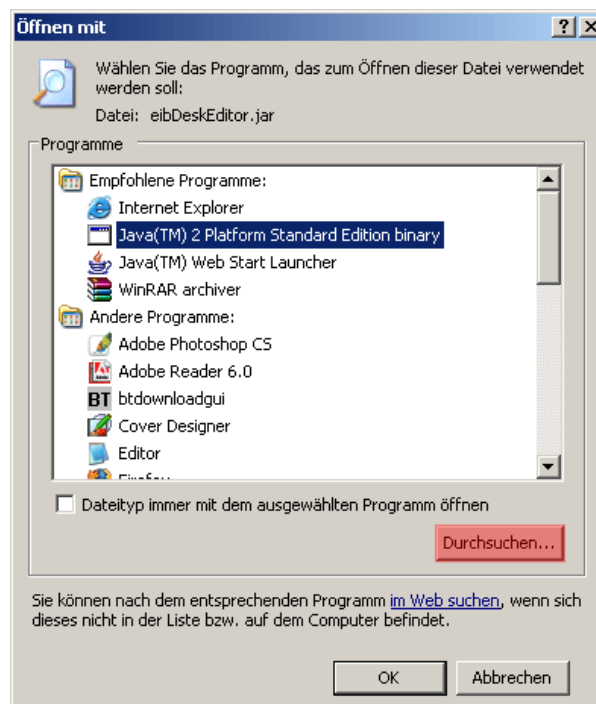 Öffnen mit
Wählen Sie das Programm, das zum Öffnen dieser Datei verwendet
werden soll:
Datei: eibDeskEditor.jar
Programme
Empfohlene Programme:
Internet Explorer
Java(TM) 2 Platform Standard Edition binary
Java(TM) Web Start Launcher
WinRAR archiver
Andere Programme:
Adobe Photoshop CS
Adobe Reader 6.0
BT btdownloadgui
Cover Designer
Editor
Firefox
Dateityp immer mit dem ausgewählten Programm öffnen
Durchsuchen...
Sie können nach dem entsprechenden Programm im Web suchen, wenn sich
dieses nicht in der Liste bzw. auf dem Computer befindet.
OK
Abbrechen